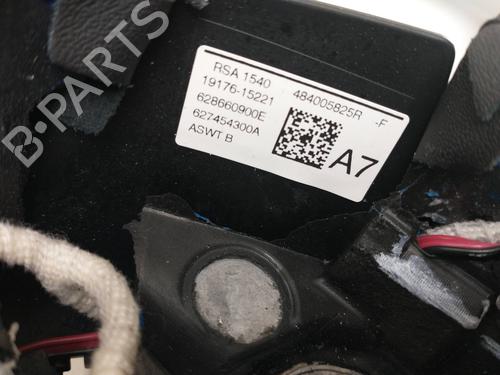 RSA 1540
484005825R -F
19176-15221
628660900E
627454300A
ASWT B
A7
B-PARTS